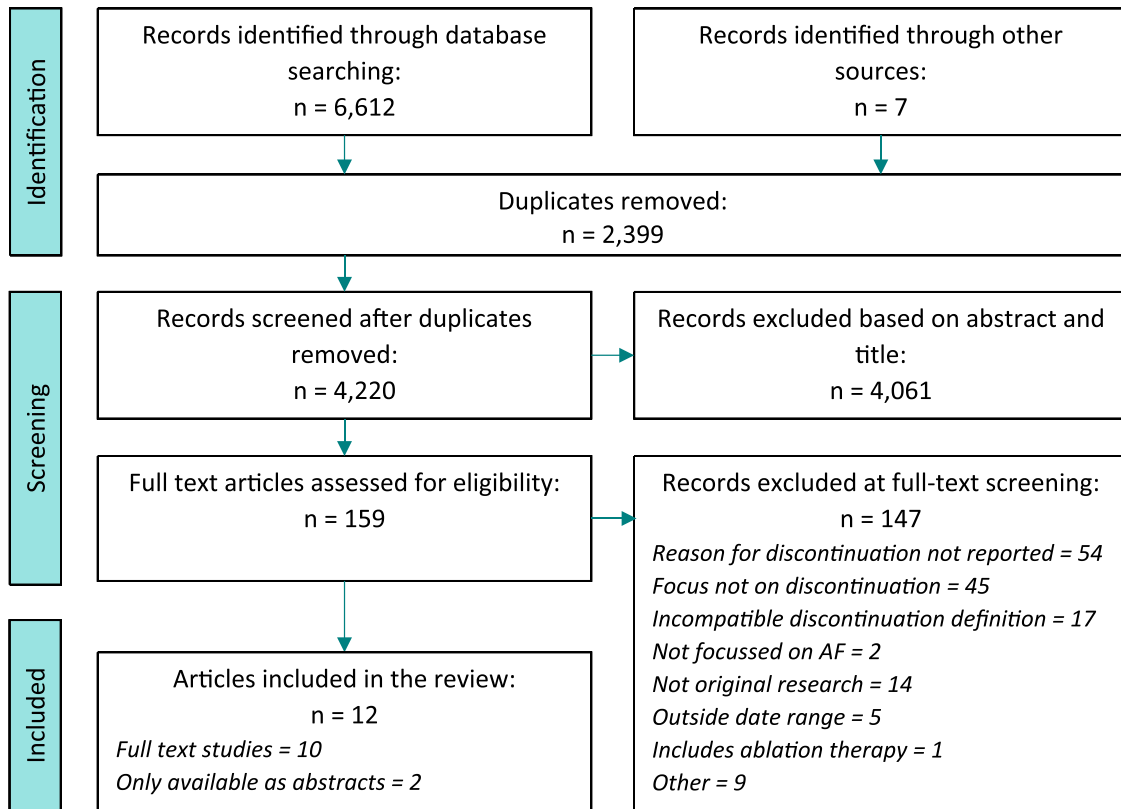 Identification
Records identified through database
searching:
n = 6,612
Records identified through other
sources:
n = 7
Duplicates removed:
n = 2,399
Screening
Records screened after duplicates
removed:
n = 4,220
Records excluded based on abstract and
title:
n = 4,061
Full text articles assessed for eligibility:
n = 159
Records excluded at full-text screening:
n = 147
Reason for discontinuation not reported = 54
Focus not on discontinuation = 45
Incompatible discontinuation definition = 17
Not focussed on AF = 2
Not original research = 14
Outside date range = 5
Includes ablation therapy = 1
Other = 9
Included
Articles included in the review:
n = 12
Full text studies = 10
Only available as abstracts = 2